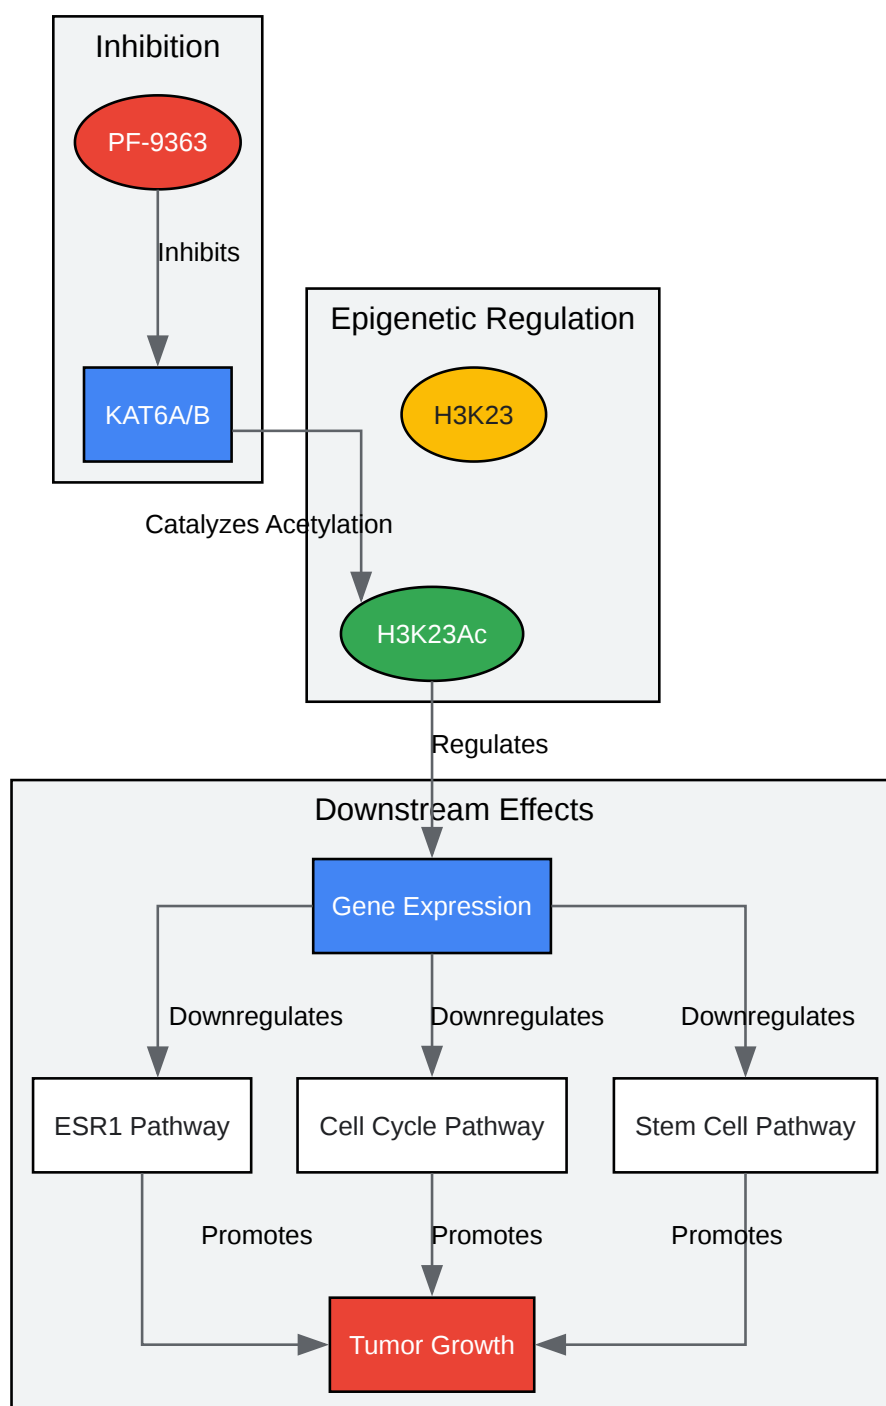 Inhibition
PF-9363
Inhibits
Epigenetic Regulation
KAT6A/B
H3K23
Catalyzes Acetylation
H3K23Ac
Regulates
Downstream Effects
Gene Expression
Downregulates
Downregulates
Downregulates
ESR1 Pathway
Cell Cycle Pathway
Stem Cell Pathway
Promotes
Promotes
Promotes
Tumor Growth